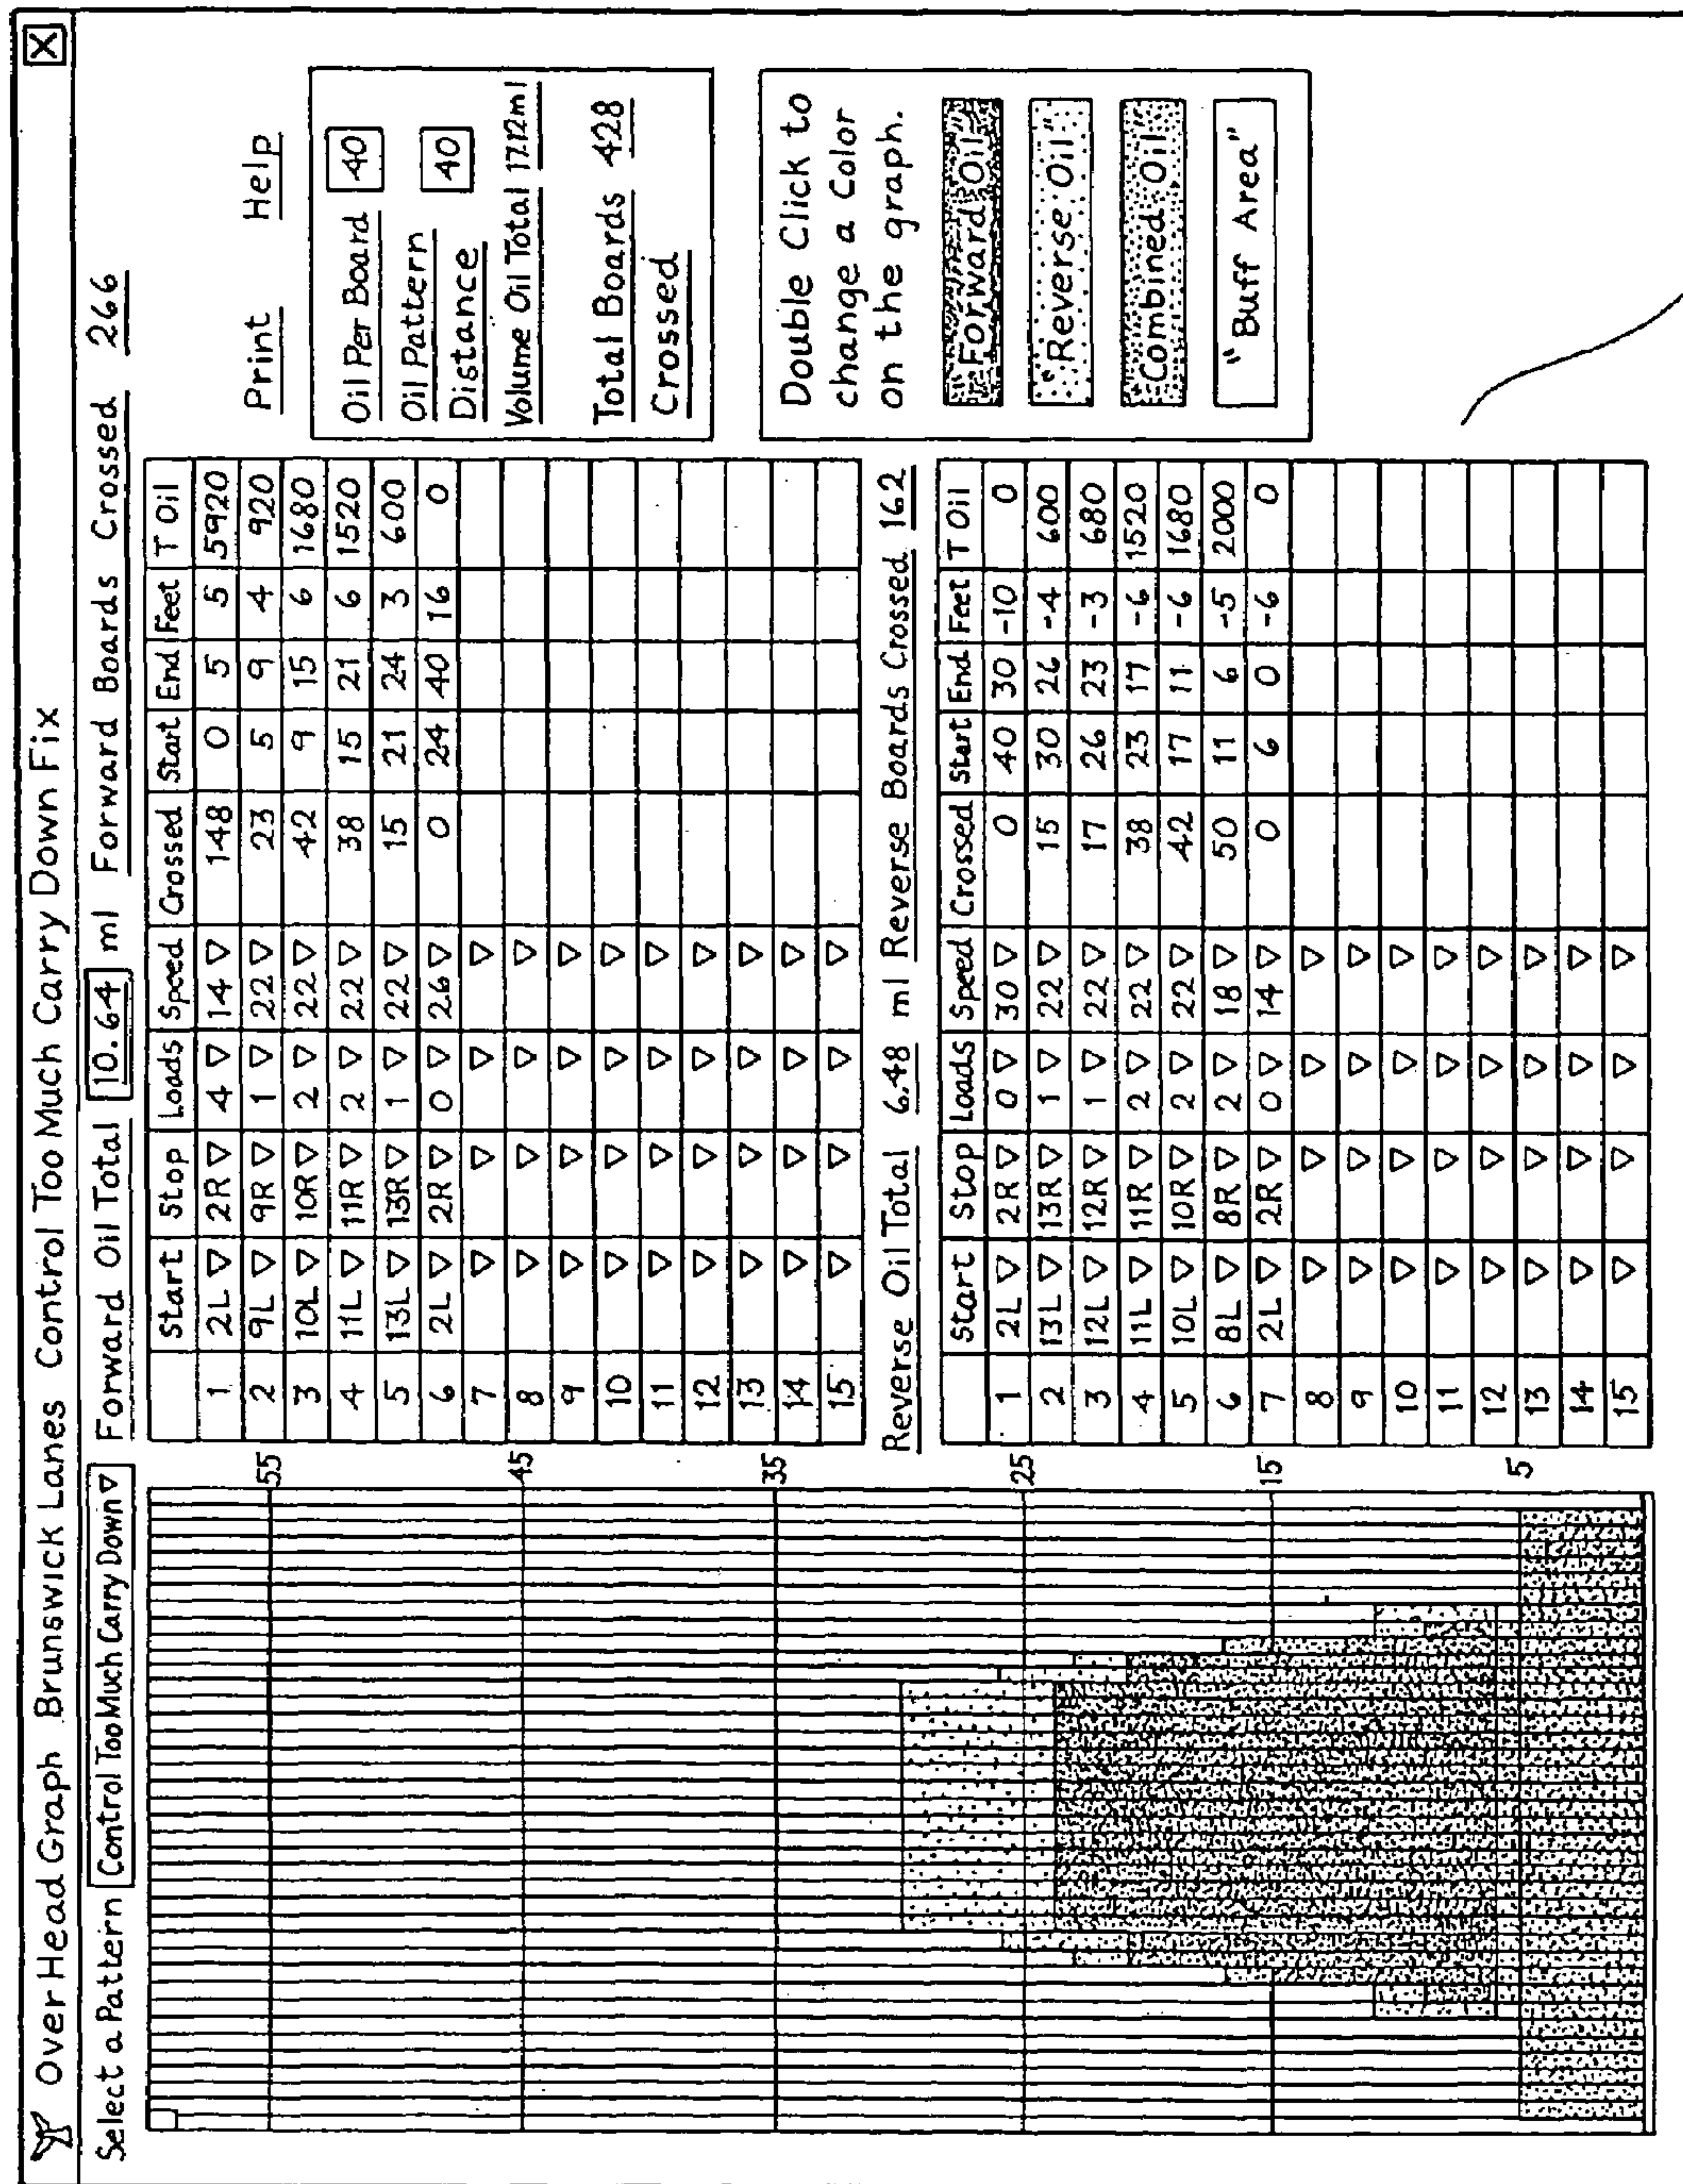 Over Head Graph Brunswick Lanes Control Too Much Carry Down Fix X
Select a Pattern Control Too Much Carry Down ▽ Forward Oil Total 10.64 ml Forward Boards Crossed 266
Print Help
55
45
35
25
15
5
Start Stop Loads Speed Crossed Start End Feet T Oil
1 2L ▽ 2R ▽ 4 ▽ 14 ▽ 148 0 5 5 5920
2 9L ▽ 9R ▽ 1 ▽ 22 ▽ 23 5 9 4 920
3 10L ▽ 10R ▽ 2 ▽ 22 ▽ 42 9 15 6 1680
4 11L ▽ 11R ▽ 2 ▽ 22 ▽ 38 15 21 6 1520
5 13L ▽ 13R ▽ 1 ▽ 22 ▽ 15 21 24 3 600
6 2L ▽ 2R ▽ 0 ▽ 26 ▽ 0 24 40 16 0
7 ▽ ▽ ▽ ▽
8 ▽ ▽ ▽ ▽
9 ▽ ▽ ▽ ▽
10 ▽ ▽ ▽ ▽
11 ▽ ▽ ▽ ▽
12 ▽ ▽ ▽ ▽
13 ▽ ▽ ▽ ▽
14 ▽ ▽ ▽ ▽
15 ▽ ▽ ▽ ▽
Reverse Oil Total 6.48 ml Reverse Boards Crossed 162
Start Stop Loads Speed Crossed Start End Feet T Oil
1 2L ▽ 2R ▽ 0 ▽ 30 ▽ 0 40 30 -10 0
2 13L ▽ 13R ▽ 1 ▽ 22 ▽ 15 30 26 -4 600
3 12L ▽ 12R ▽ 1 ▽ 22 ▽ 17 26 23 -3 680
4 11L ▽ 11R ▽ 2 ▽ 22 ▽ 38 23 17 -6 1520
5 10L ▽ 10R ▽ 2 ▽ 22 ▽ 42 17 11 -6 1680
6 8L ▽ 8R ▽ 2 ▽ 18 ▽ 50 11 6 -5 2000
7 2L ▽ 2R ▽ 0 ▽ 14 ▽ 0 6 0 -6 0
8 ▽ ▽ ▽ ▽
9 ▽ ▽ ▽ ▽
10 ▽ ▽ ▽ ▽
11 ▽ ▽ ▽ ▽
12 ▽ ▽ ▽ ▽
13 ▽ ▽ ▽ ▽
14 ▽ ▽ ▽ ▽
15 ▽ ▽ ▽ ▽
Oil Per Board 40
Oil Pattern
Distance 40
Volume Oil Total 17.12ml
Total Boards 428
Crossed
Double Click to
change a Color
on the graph.
"Forward Oil"
"Reverse Oil"
"Combined Oil"
"Buff Area"